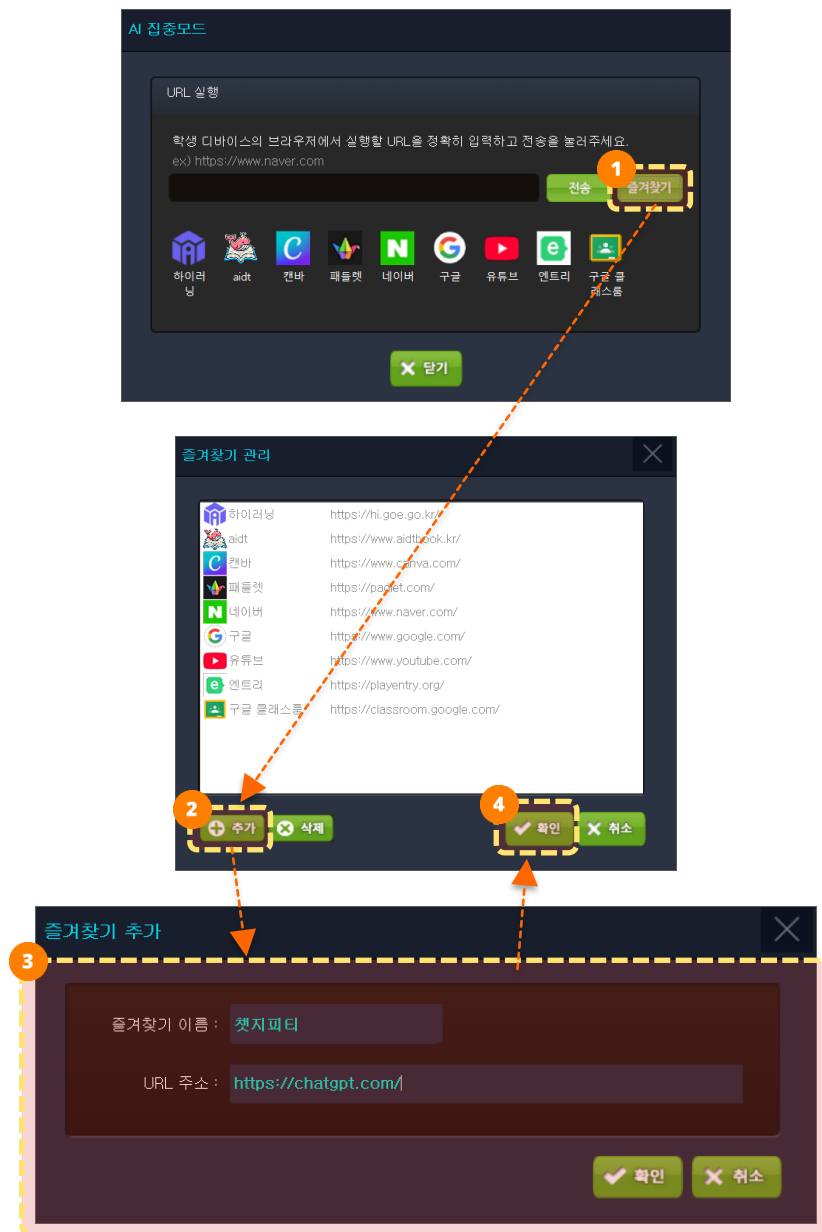 AI 집중모드
URL 실행
학생 디바이스의 브라우저에서 실행할 URL을 정확히 입력하고 전송을 눌러주세요.
ex) https://www.naver.com
1
전송 즐겨찾기
하이러닝 aidt 캔바 패들렛 네이버 구글 유튜브 엔트리 구글 클래스룸
닫기
즐겨찾기 관리
하이러닝 https://hi.goe.go.kr/
aidt https://www.aidtbook.kr/
캔바 https://www.canva.com/
패들렛 https://padlet.com/
네이버 https://www.naver.com/
구글 https://www.google.com/
유튜브 https://www.youtube.com/
엔트리 https://playentry.org/
구글 클래스룸 https://classroom.google.com/
2 4
추가 삭제 확인 취소
즐겨찾기 추가
3
즐겨찾기 이름 : 챗지피티
URL 주소 : https://chatgpt.com/
확인 취소